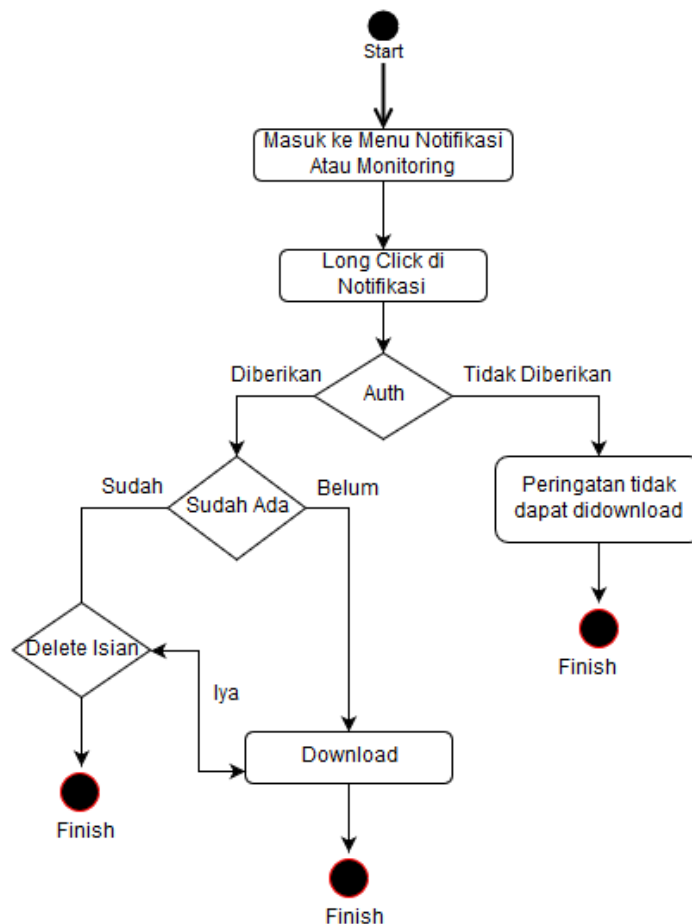 Start
Masuk ke Menu Notifikasi
Atau Monitoring
Long Click di
Notifikasi
Diberikan
Auth
Tidak Diberikan
Sudah
Sudah Ada
Belum
Peringatan tidak
dapat didownload
Delete Isian
Finish
Iya
Download
Finish
Finish